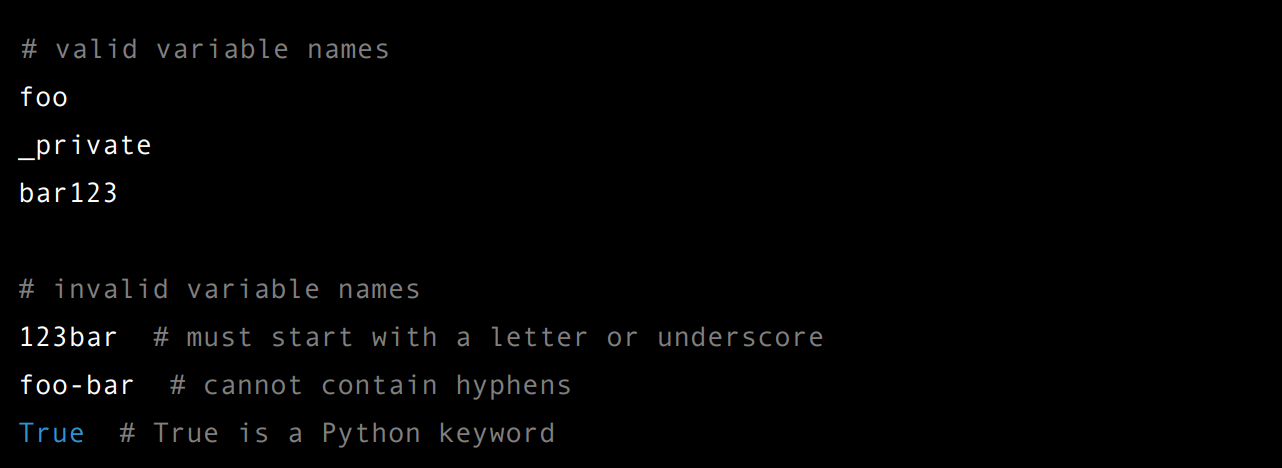 # valid variable names
foo
_private
bar123
# invalid variable names
123bar  # must start with a letter or underscore
foo-bar  # cannot contain hyphens
True  # True is a Python keyword